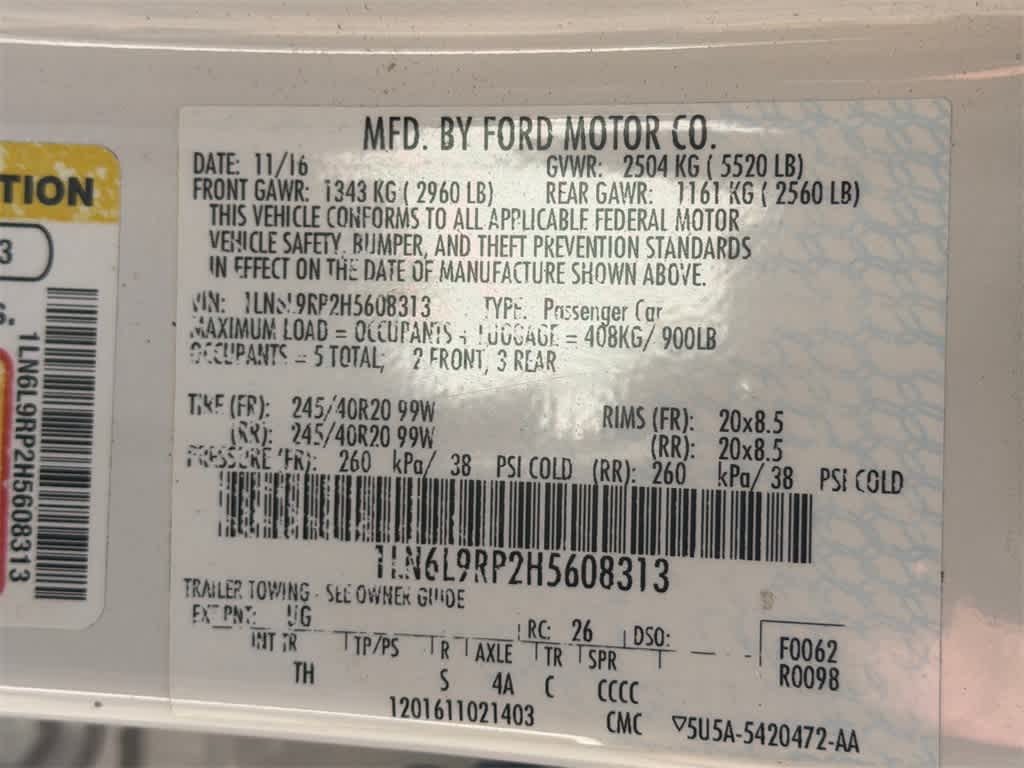 MFD. BY FORD MOTOR CO.
DATE: 11/16 GVWR: 2504 KG ( 5520 LB)
FRONT GAWR: 1343 KG ( 2960 LB) REAR GAWR: 1161 KG ( 2560 LB)
THIS VEHICLE CONFORMS TO ALL APPLICABLE FEDERAL MOTOR
VEHICLE SAFETY, BUMPER, AND THEFT PREVENTION STANDARDS
IN EFFECT ON THE DATE OF MANUFACTURE SHOWN ABOVE.
VIN: 1LN6L9RP2H5608313 TYPE: Passenger Car
MAXIMUM LOAD = OCCUPANTS + LUGGAGE = 408KG/ 900LB
OCCUPANTS = 5 TOTAL; 2 FRONT, 3 REAR
TIRE (FR): 245/40R20 99W RIMS (FR): 20x8.5
(RR): 245/40R20 99W (RR): 20x8.5
PRESSURE (FR): 260 kPa/ 38 PSI COLD (RR): 260 kPa/ 38 PSI COLD
1LN6L9RP2H5608313
TRAILER TOWING - SEE OWNER GUIDE
EXT PNT: UG RC: 26 DSO:
INT TR TP/PS R AXLE TR SPR
TH S 4A C CCCC
F0062
R0098
1201611021403 CMC ▽5U5A-5420472-AA
TION
3
S.
1LN6L9RP2H5608313